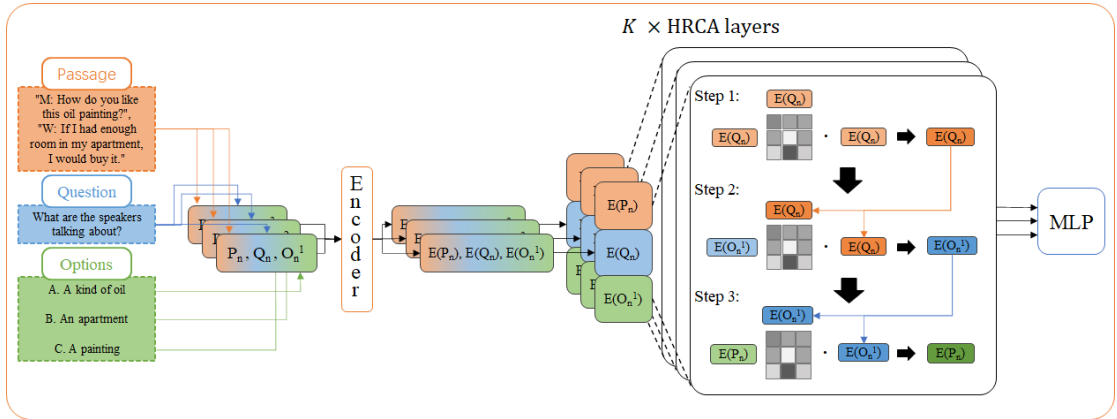 K × HRCA layers
Passage
"M: How do you like
this oil painting?",
"W: If I had enough
room in my apartment,
I would buy it."
Question
What are the speakers
talking about?
Options
A. A kind of oil
B. An apartment
C. A painting
Pₙ , Qₙ , Oₙ¹
Encoder
E(Pₙ), E(Qₙ), E(Oₙ¹)
E(Pₙ)
E(Qₙ)
E(Oₙ¹)
Step 1:
E(Qₙ)
E(Qₙ) · E(Qₙ) E(Qₙ)
Step 2:
E(Qₙ)
E(Oₙ¹) · E(Qₙ) E(Oₙ¹)
Step 3:
E(Oₙ¹)
E(Pₙ) · E(Oₙ¹) E(Pₙ)
MLP